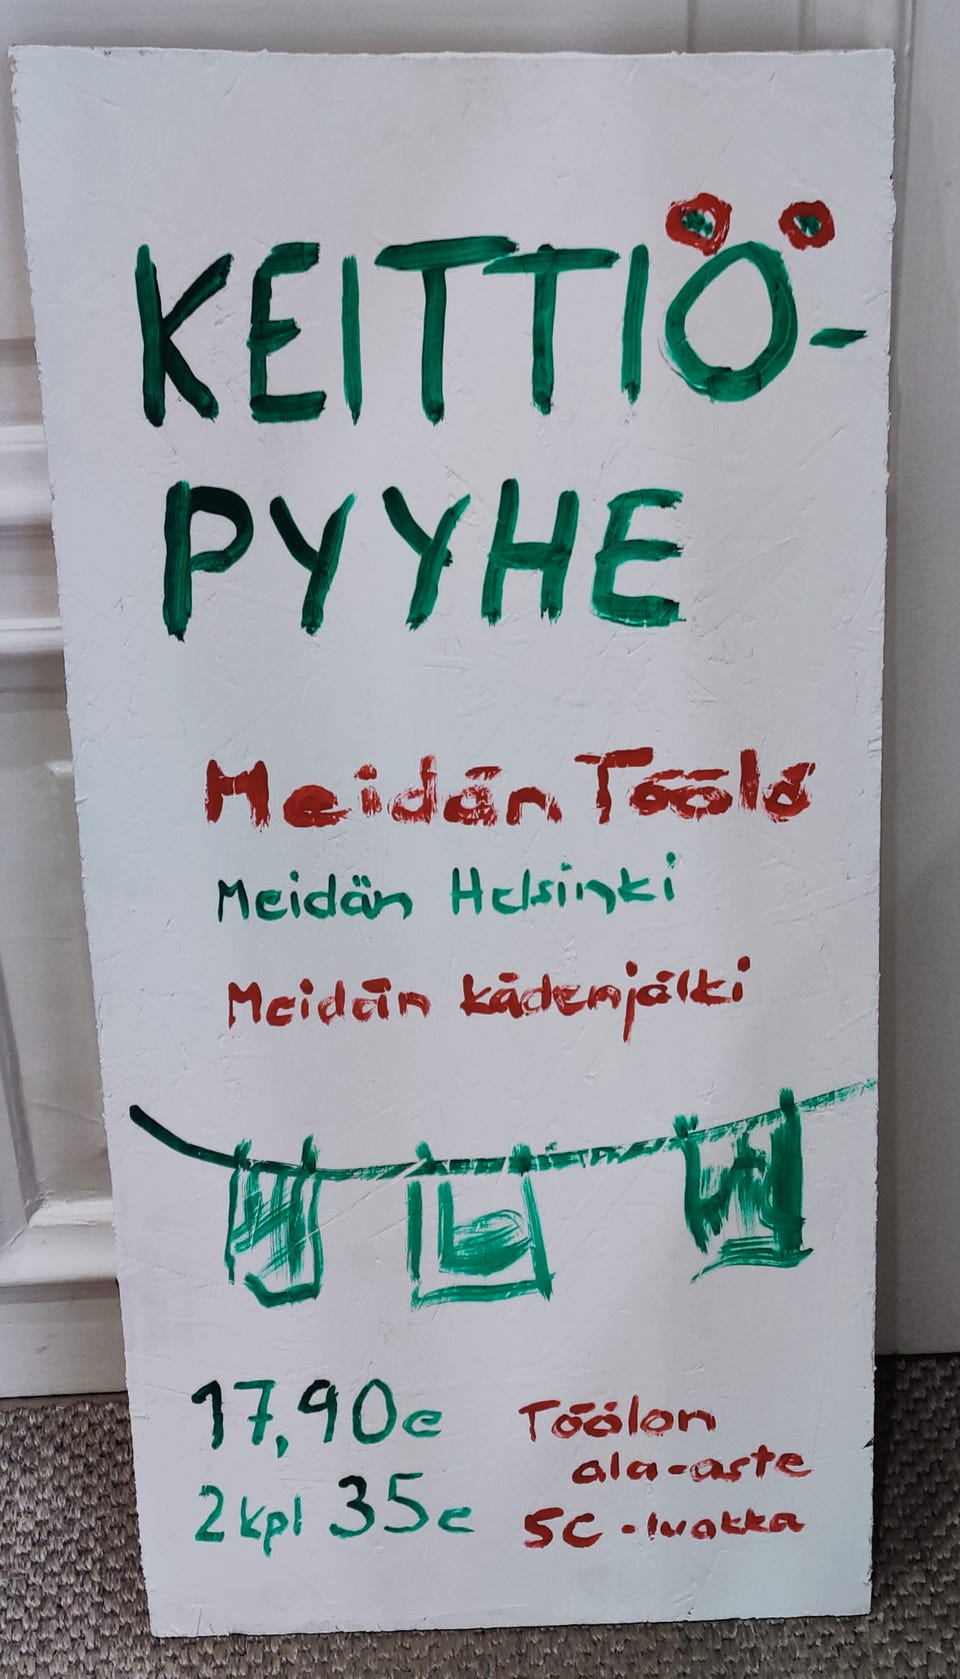 KEITTIÖ-
PYYHE
Meidän Töölö
Meidän Helsinki
Meidän kädenjälki
17,90e
2kpl 35e
Töölön
ala-aste
5C -luokka